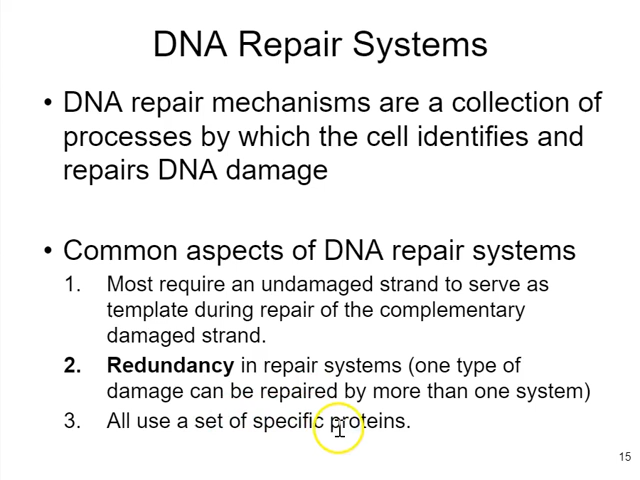 DNA Repair Systems
• DNA repair mechanisms are a collection of
processes by which the cell identifies and
repairs DNA damage
• Common aspects of DNA repair systems
1. Most require an undamaged strand to serve as
template during repair of the complementary
damaged strand.
2. Redundancy in repair systems (one type of
damage can be repaired by more than one system)
3. All use a set of specific proteins.
15